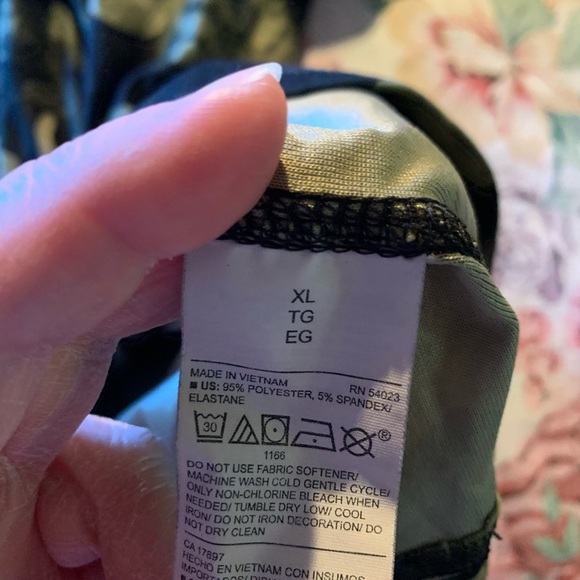 XL
TG
EG
MADE IN VIETNAM RN 54023
■ US: 95% POLYESTER, 5% SPANDEX/
ELASTANE
30 ®
1166
DO NOT USE FABRIC SOFTENER/
MACHINE WASH COLD GENTLE CYCLE/
ONLY NON-CHLORINE BLEACH WHEN
NEEDED/ TUMBLE DRY LOW/ COOL
IRON/ DO NOT IRON DECORATION/ DO
NOT DRY CLEAN
CA 17897
HECHO EN VIETNAM CON INSUMOS